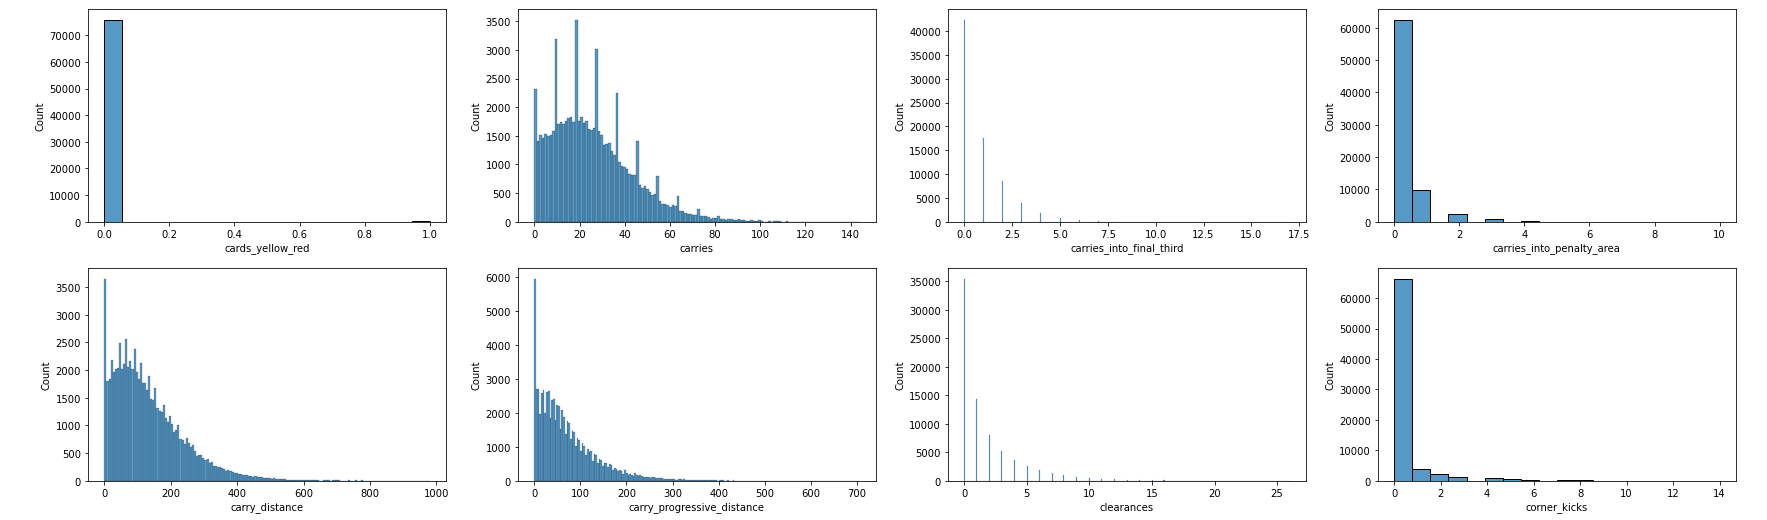 70000
60000
50000
40000
30000
20000
10000
0
Count
0.0 0.2 0.4 0.6 0.8 1.0
cards_yellow_red
3500
3000
2500
2000
1500
1000
500
0
Count
0 20 40 60 80 100 120 140
carries
40000
35000
30000
25000
20000
15000
10000
5000
0
Count
0.0 2.5 5.0 7.5 10.0 12.5 15.0 17.5
carries_into_final_third
60000
50000
40000
30000
20000
10000
0
Count
0 2 4 6 8 10
carries_into_penalty_area
3500
3000
2500
2000
1500
1000
500
0
Count
0 200 400 600 800 1000
carry_distance
6000
5000
4000
3000
2000
1000
0
Count
0 100 200 300 400 500 600 700
carry_progressive_distance
35000
30000
25000
20000
15000
10000
5000
0
Count
0 5 10 15 20 25
clearances
60000
50000
40000
30000
20000
10000
0
Count
0 2 4 6 8 10 12 14
corner_kicks